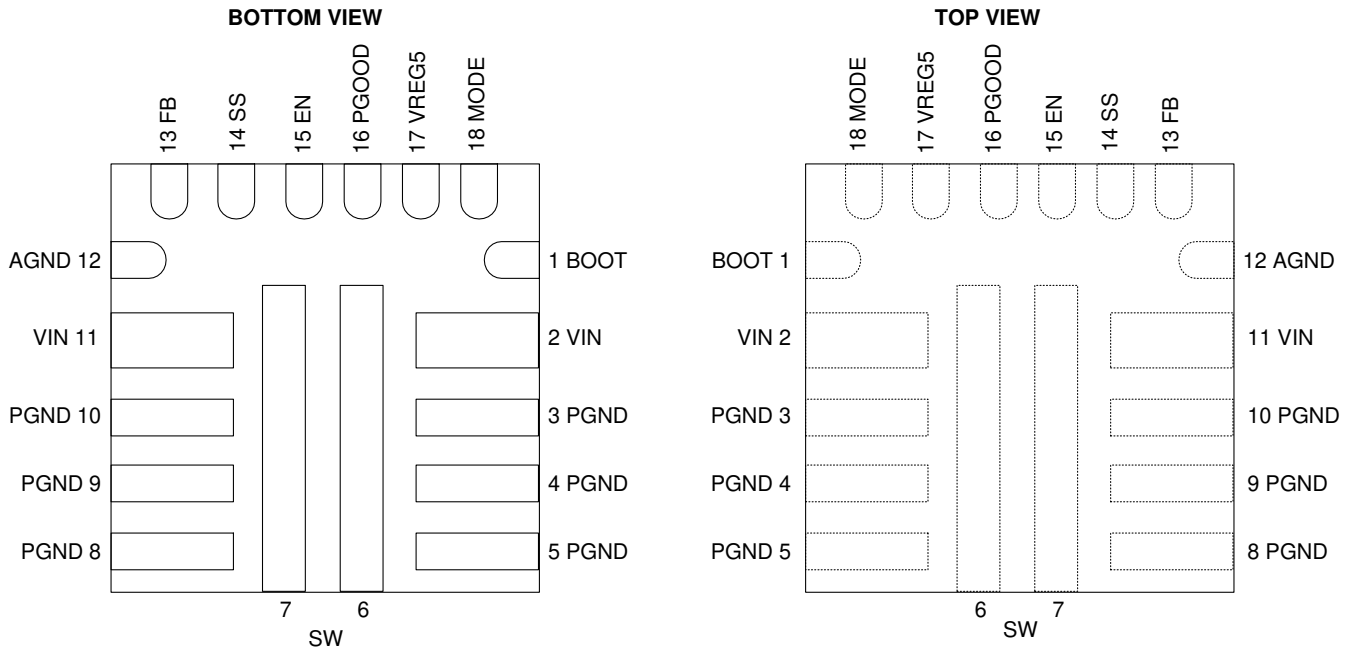 BOTTOM VIEW
13 FB
14 SS
15 EN
16 PGOOD
17 VREG5
18 MODE
AGND 12
1 BOOT
VIN 11
2 VIN
PGND 10
3 PGND
PGND 9
4 PGND
PGND 8
5 PGND
7
6
SW
TOP VIEW
18 MODE
17 VREG5
16 PGOOD
15 EN
14 SS
13 FB
BOOT 1
12 AGND
VIN 2
11 VIN
PGND 3
10 PGND
PGND 4
9 PGND
PGND 5
8 PGND
6
7
SW